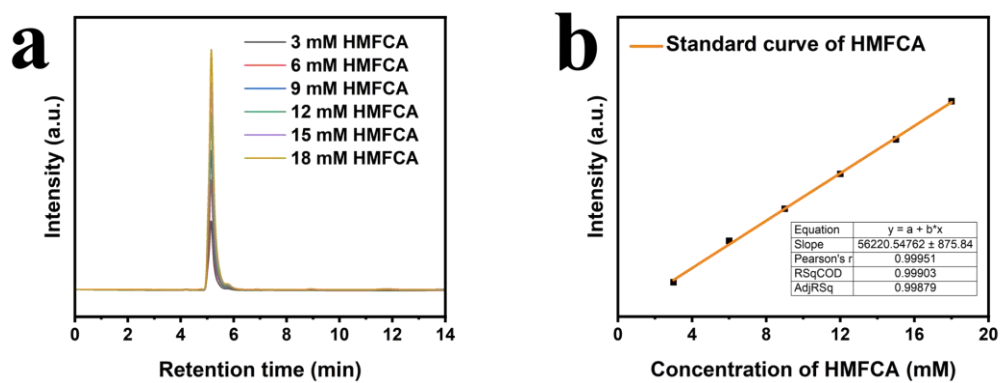 a
3 mM HMFCA
6 mM HMFCA
9 mM HMFCA
12 mM HMFCA
15 mM HMFCA
18 mM HMFCA
Intensity (a.u.)
0 2 4 6 8 10 12 14
Retention time (min)
b
Standard curve of HMFCA
Intensity (a.u.)
Equation y = a + b*x
Slope 56220.54762 ± 875.84
Pearson's r 0.99951
RSqCOD 0.99903
AdjRSq 0.99879
0 4 8 12 16 20
Concentration of HMFCA (mM)